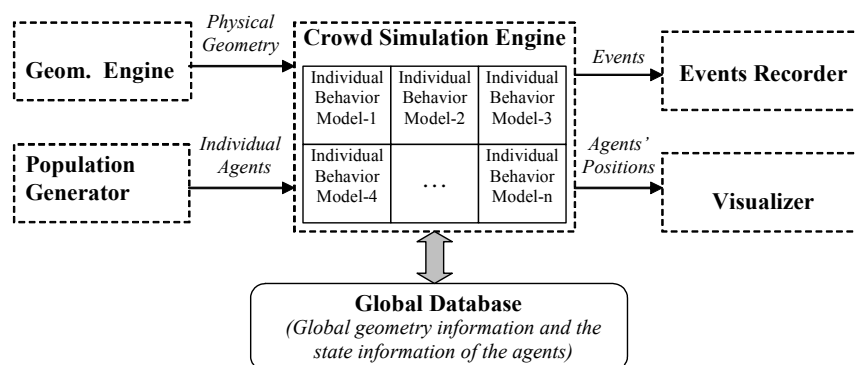 Physical
Geometry
Geom. Engine
Crowd Simulation Engine
Events
Events Recorder
Individual
Behavior
Model-1
Individual
Behavior
Model-2
Individual
Behavior
Model-3
Population
Generator
Individual
Agents
Individual
Behavior
Model-4
…
Individual
Behavior
Model-n
Agents’
Positions
Visualizer
Global Database
(Global geometry information and the
state information of the agents)